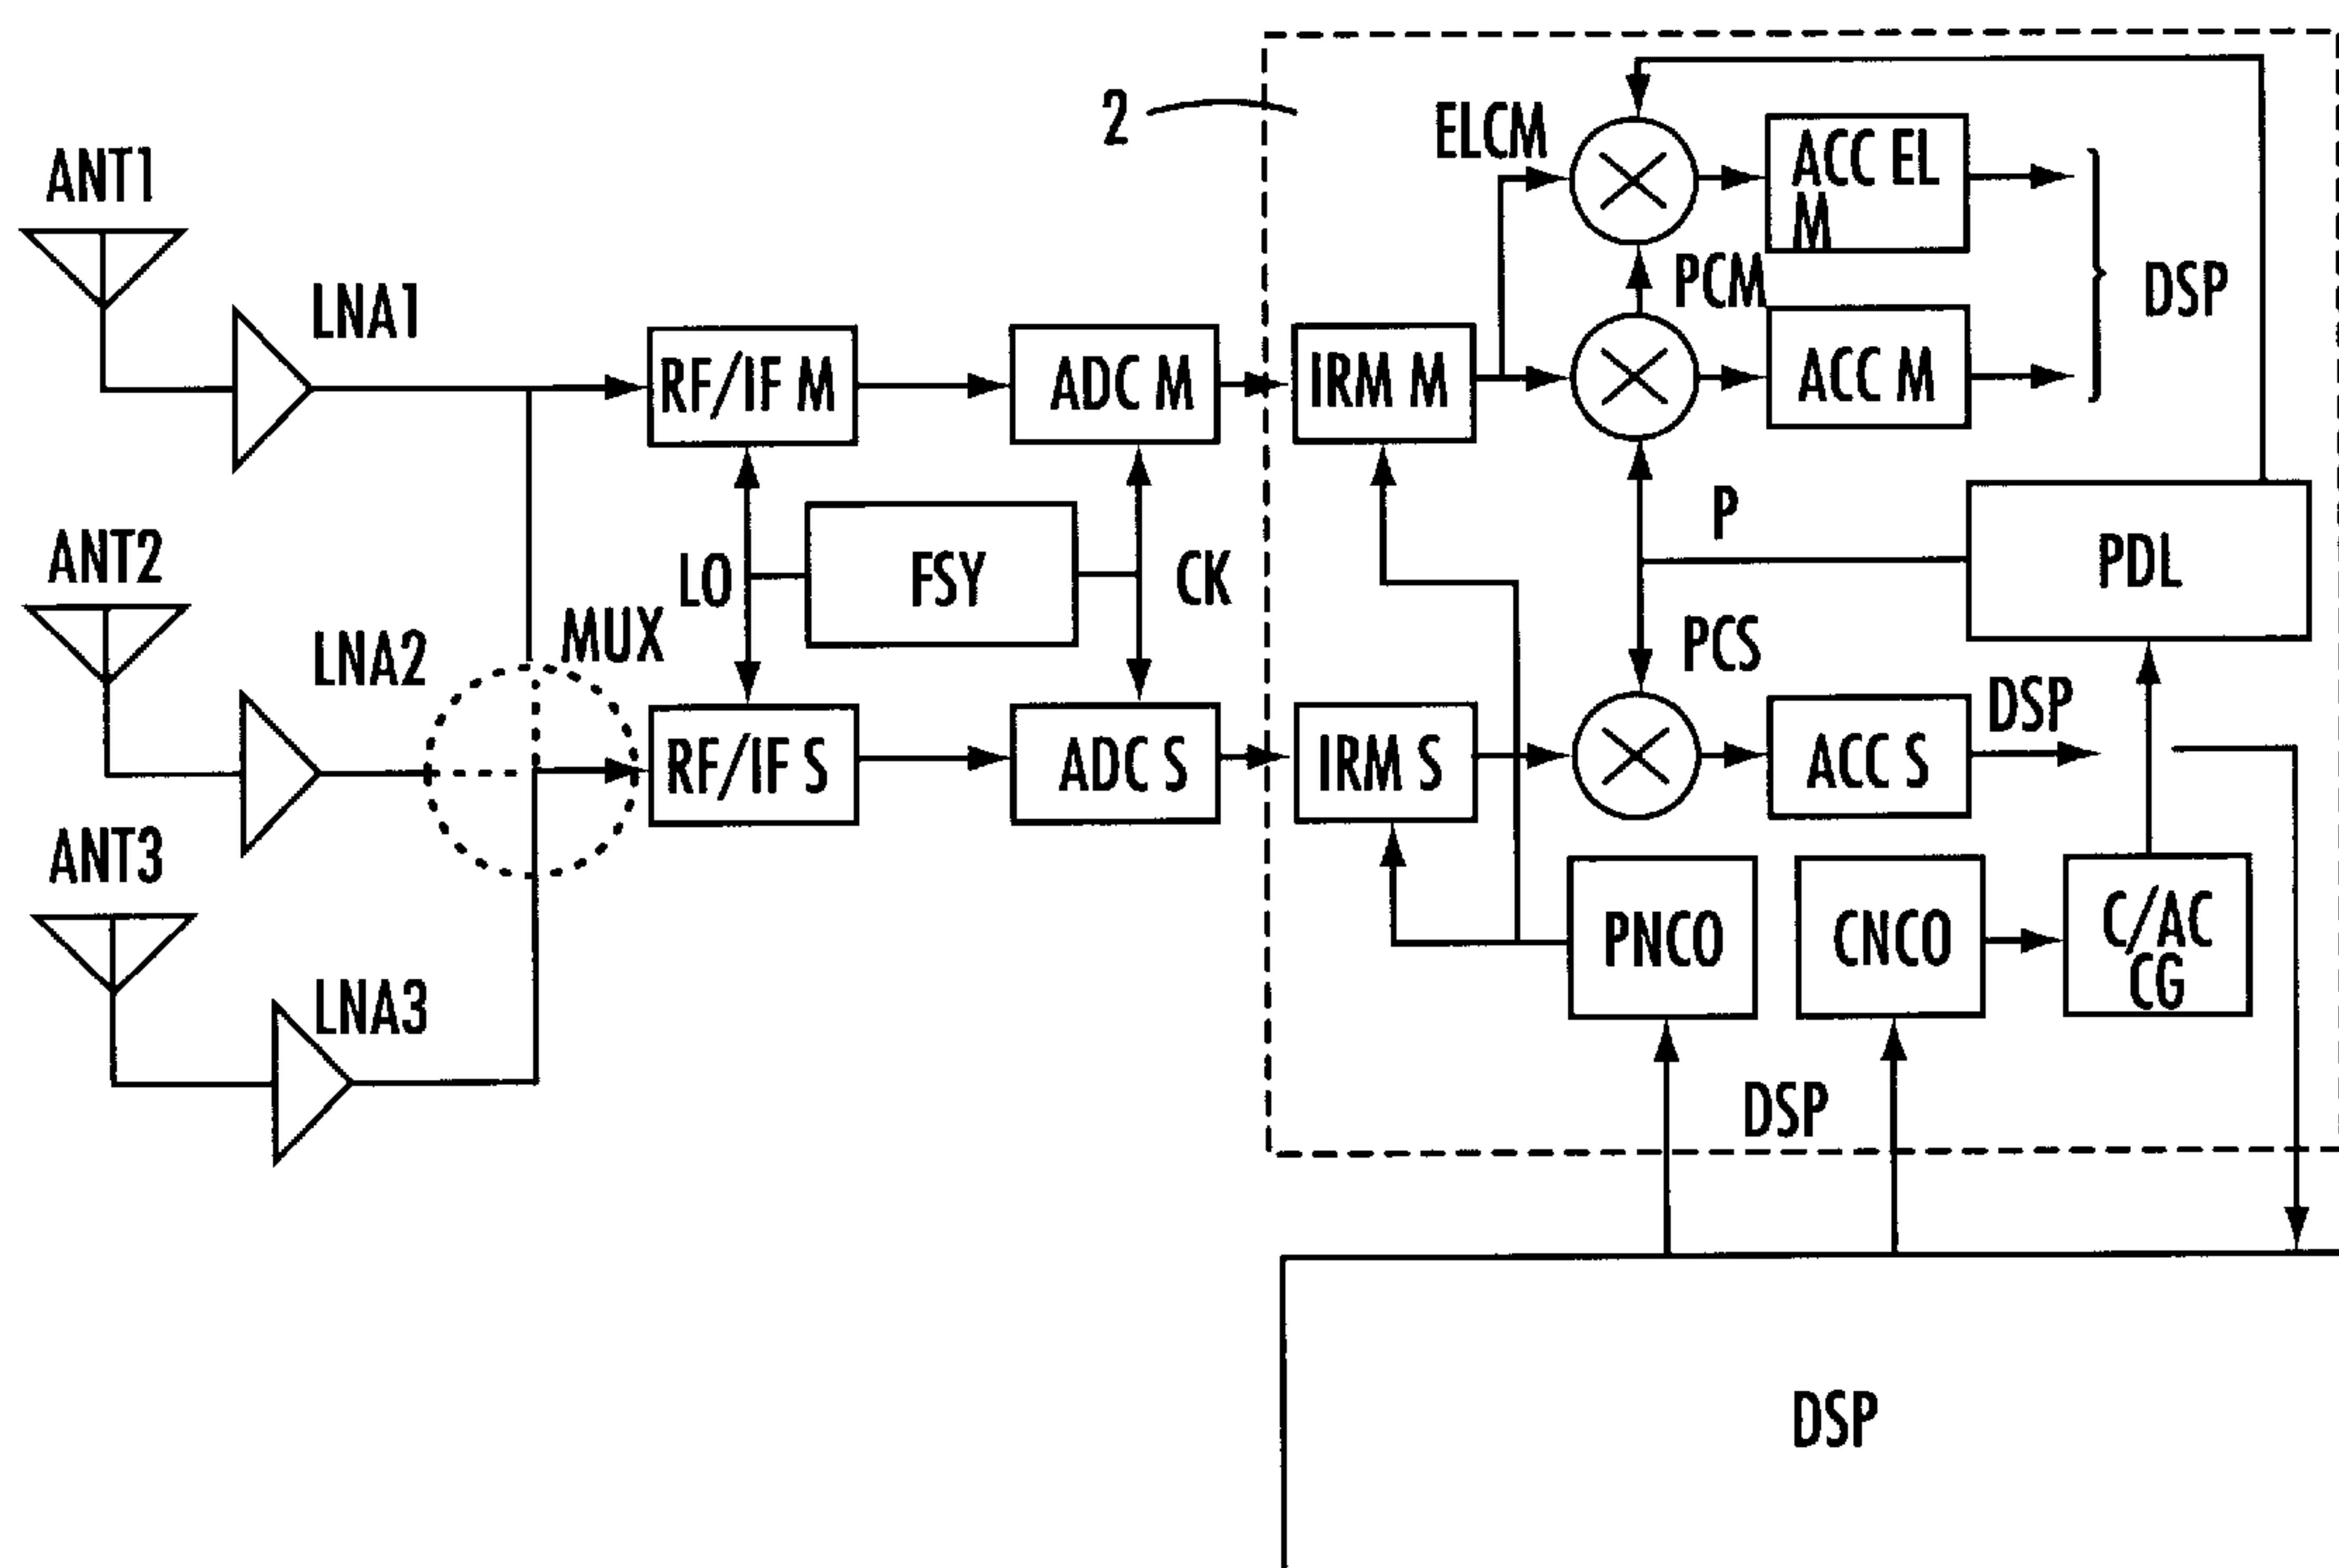 2
ELCM
ANT1
ACC EL
M
LNA1
PCM
DSP
RF/IF M
ADC M
IRM M
ACC M
P
ANT2
LO
FSY
CK
PDL
LNA2
MUX
PCS
DSP
RF/IF S
ADC S
IRM S
ACC S
ANT3
PNCO
CNCO
C/AC
CG
LNA3
DSP
DSP